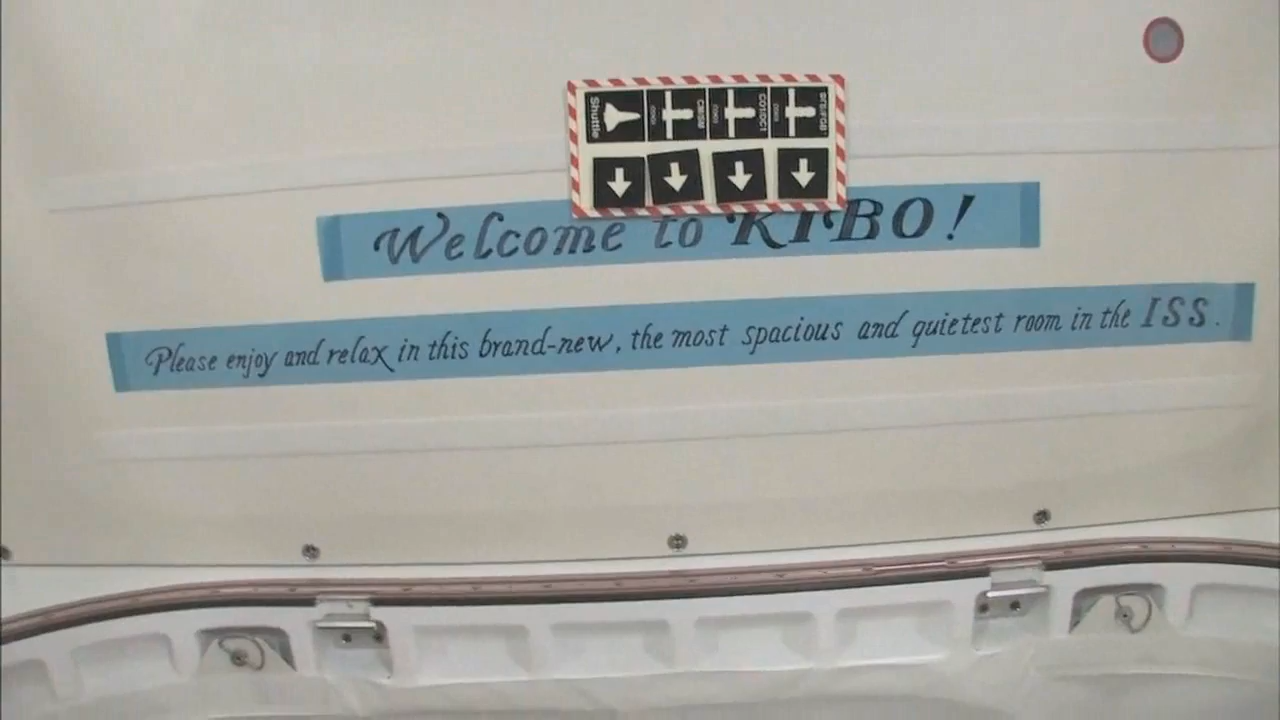 Shuttle
Welcome to KIBO!
Please enjoy and relax in this brand-new, the most spacious and quietest room in the ISS.